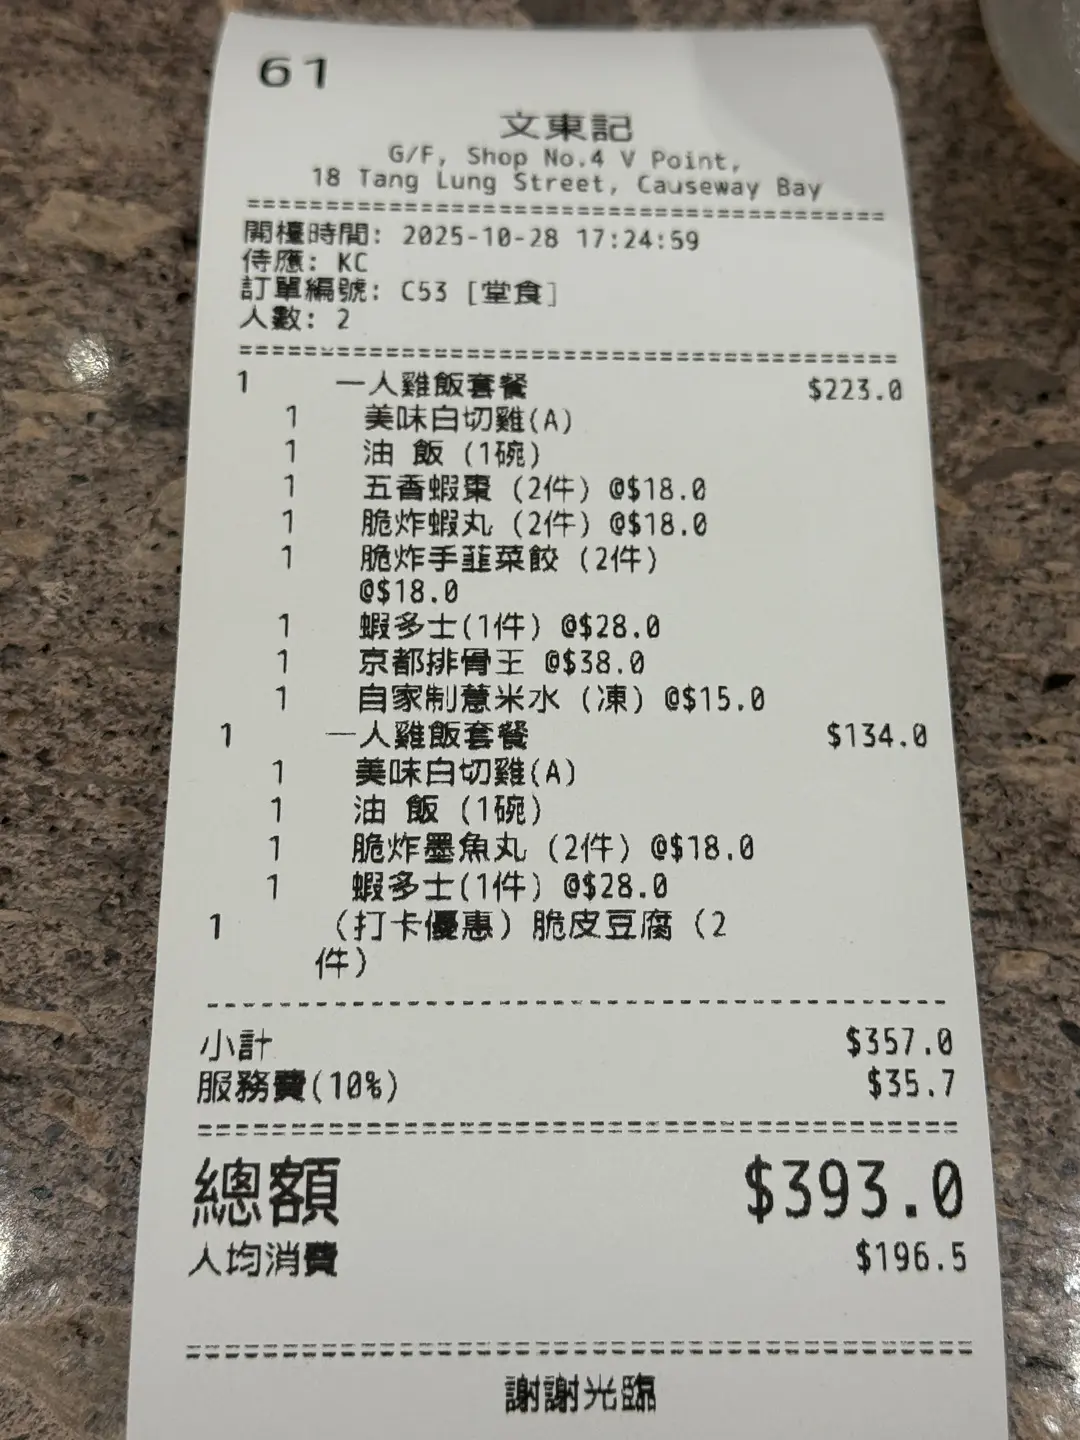 61
文東記
G/F, Shop No.4 V Point,
18 Tang Lung Street, Causeway Bay
開檯時間: 2025-10-28 17:24:59
侍應: KC
訂單編號: C53 [堂食]
人數: 2
1 一人雞飯套餐 $223.0
1 美味白切雞(A)
1 油 飯 (1碗)
1 五香蝦棗 (2件) @$18.0
1 脆炸蝦丸 (2件) @$18.0
1 脆炸手韮菜餃 (2件)
@$18.0
1 蝦多士(1件) @$28.0
1 京都排骨王 @$38.0
1 自家制薏米水 (凍) @$15.0
1 一人雞飯套餐 $134.0
1 美味白切雞(A)
1 油 飯 (1碗)
1 脆炸墨魚丸 (2件) @$18.0
1 蝦多士(1件) @$28.0
1 (打卡優惠) 脆皮豆腐 (2
件)
小計 $357.0
服務費(10%) $35.7
總額 $393.0
人均消費 $196.5
謝謝光臨